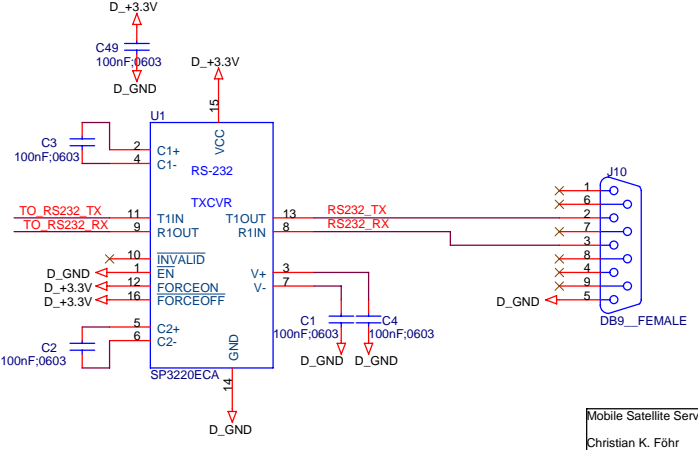 D_+3.3V
C49
100nF;0603
D_GND
D_+3.3V
15
U1
VCC
C3
100nF;0603
2
4
C1+
C1-
RS-232
TXCVR
TO_RS232_TX
11
T1IN
T1OUT
13
RS232_TX
TO_RS232_RX
9
R1OUT
R1IN
8
RS232_RX
10
INVALID
D_GND
1
EN
D_+3.3V
12
FORCEON
D_+3.3V
16
FORCEOFF
V+
3
V-
7
C2
100nF;0603
5
6
C2+
C2-
GND
14
SP3220ECA
D_GND
C1
100nF;0603
D_GND
C4
100nF;0603
D_GND
J10
1
6
2
7
3
8
4
9
5
D_GND
DB9__FEMALE
Mobile Satellite Serv
Christian K. Föhr